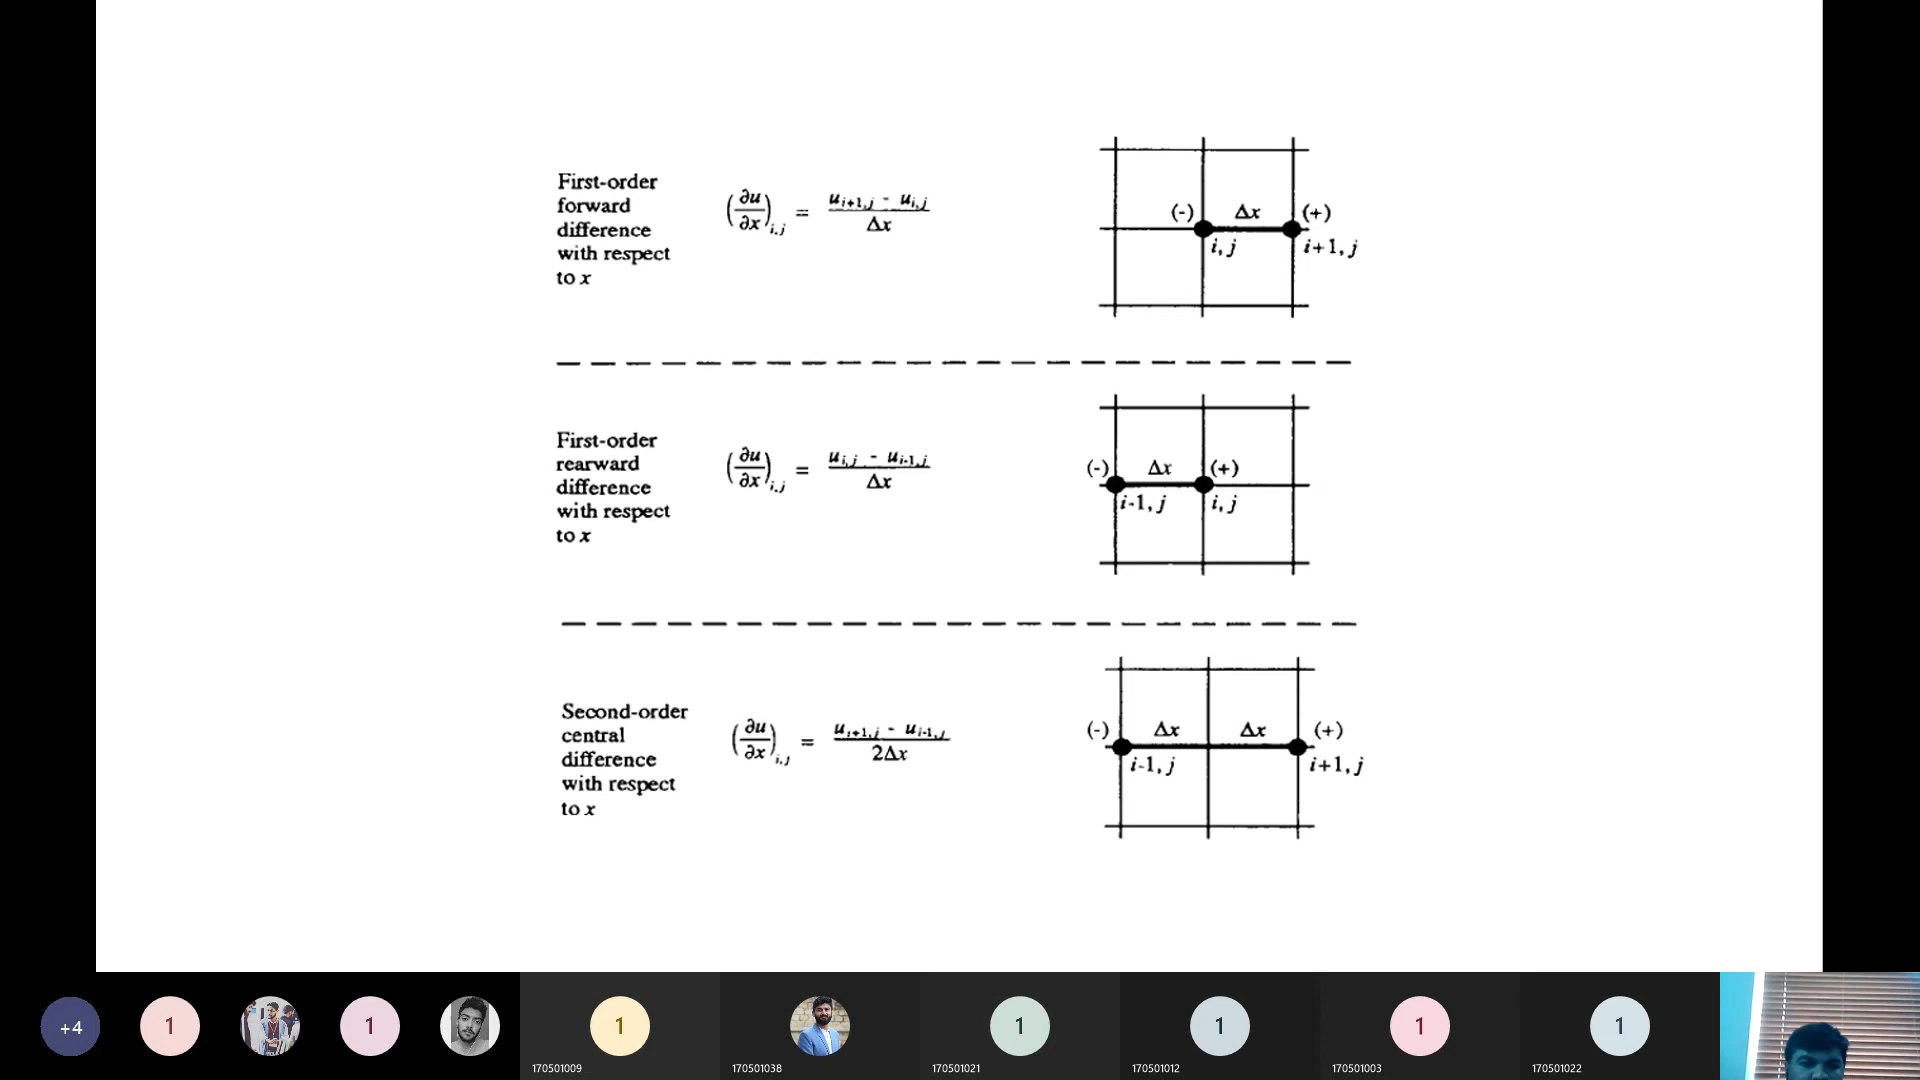 First-order
forward
difference
with respect
to x
(∂u/∂x)i,j = (ui+1,j - ui,j)/Δx
(-) Δx (+)
i, j i+1, j
First-order
rearward
difference
with respect
to x
(∂u/∂x)i,j = (ui,j - ui-1,j)/Δx
(-) Δx (+)
i-1, j i, j
Second-order
central
difference
with respect
to x
(∂u/∂x)i,j = (ui+1,j - ui-1,j)/2Δx
(-) Δx Δx (+)
i-1, j i+1, j
+4 1 1 1 1 1 1 1
170501009 170501038 170501021 170501012 170501003 170501022